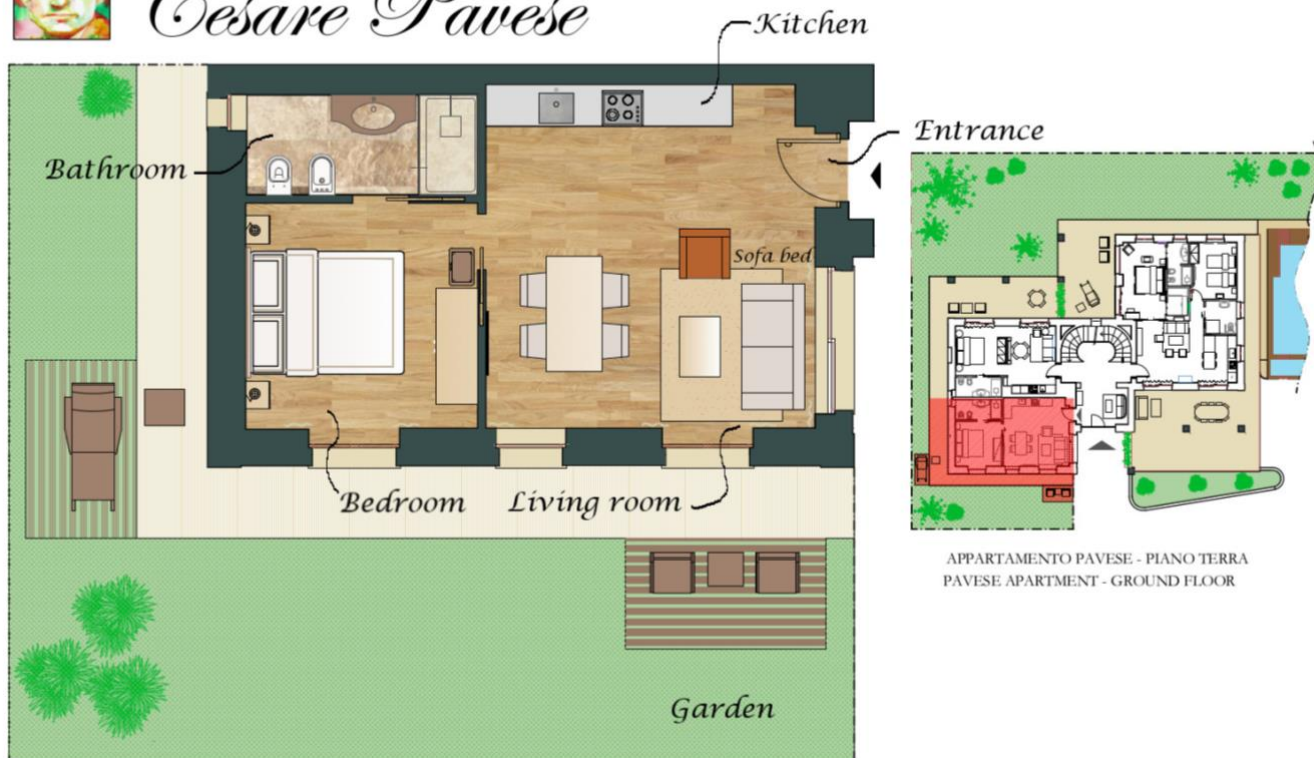 Cesare Pavese
Kitchen
Entrance
Bathroom
Sofa bed
Bedroom
Living room
Garden
APPARTAMENTO PAVESE - PIANO TERRA
PAVESE APARTMENT - GROUND FLOOR